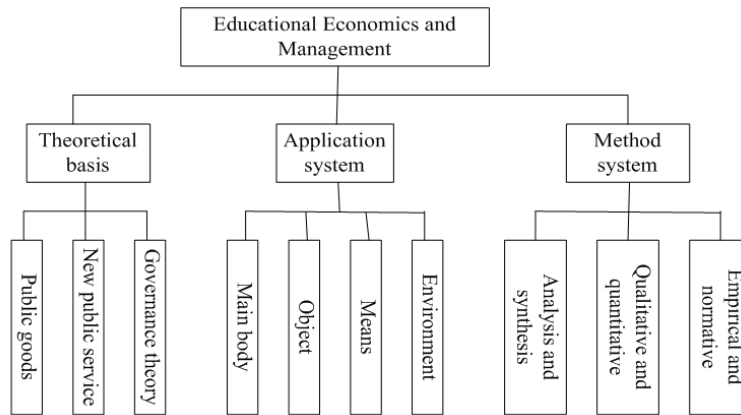 Educational Economics and
Management
Theoretical
basis
Application
system
Method
system
Public goods
New public service
Governance theory
Main body
Object
Means
Environment
Analysis and
synthesis
Qualitative and
quantitative
Empirical and
normative